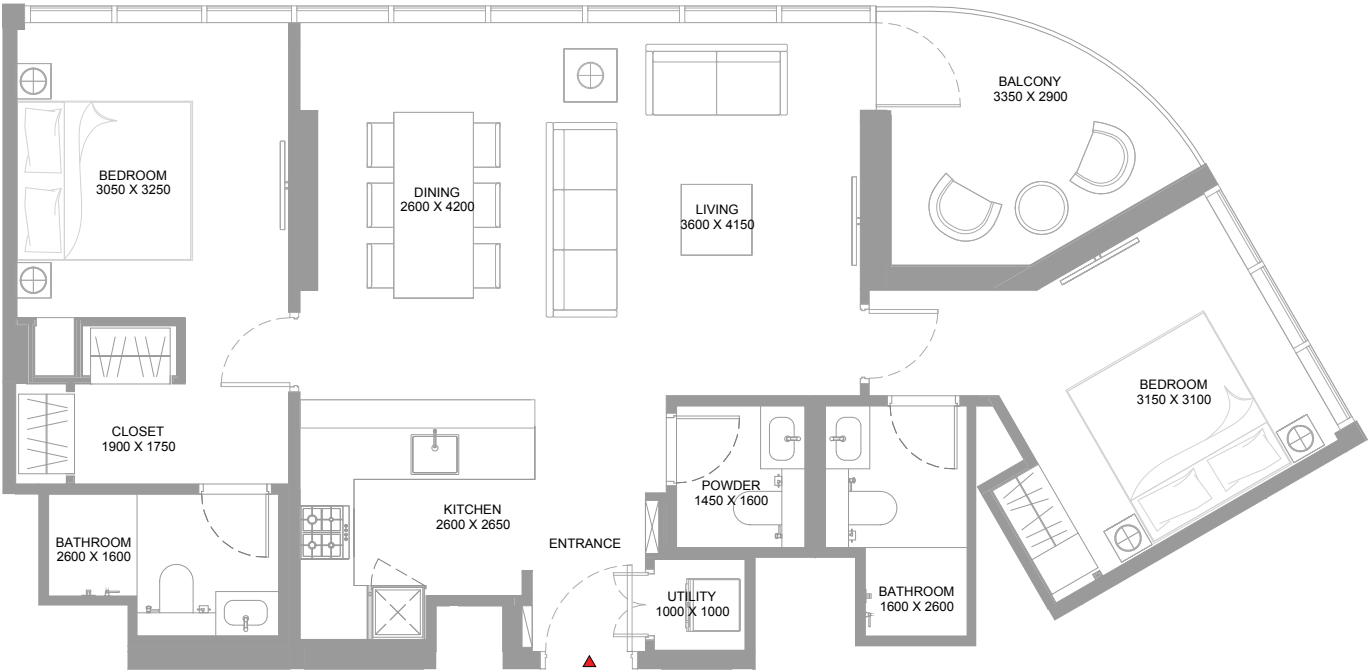 BALCONY
3350 X 2900
BEDROOM
3050 X 3250
DINING
2600 X 4200
LIVING
3600 X 4150
BEDROOM
3150 X 3100
CLOSET
1900 X 1750
POWDER
1450 X 1600
KITCHEN
2600 X 2650
BATHROOM
2600 X 1600
ENTRANCE
UTILITY
1000 X 1000
BATHROOM
1600 X 2600